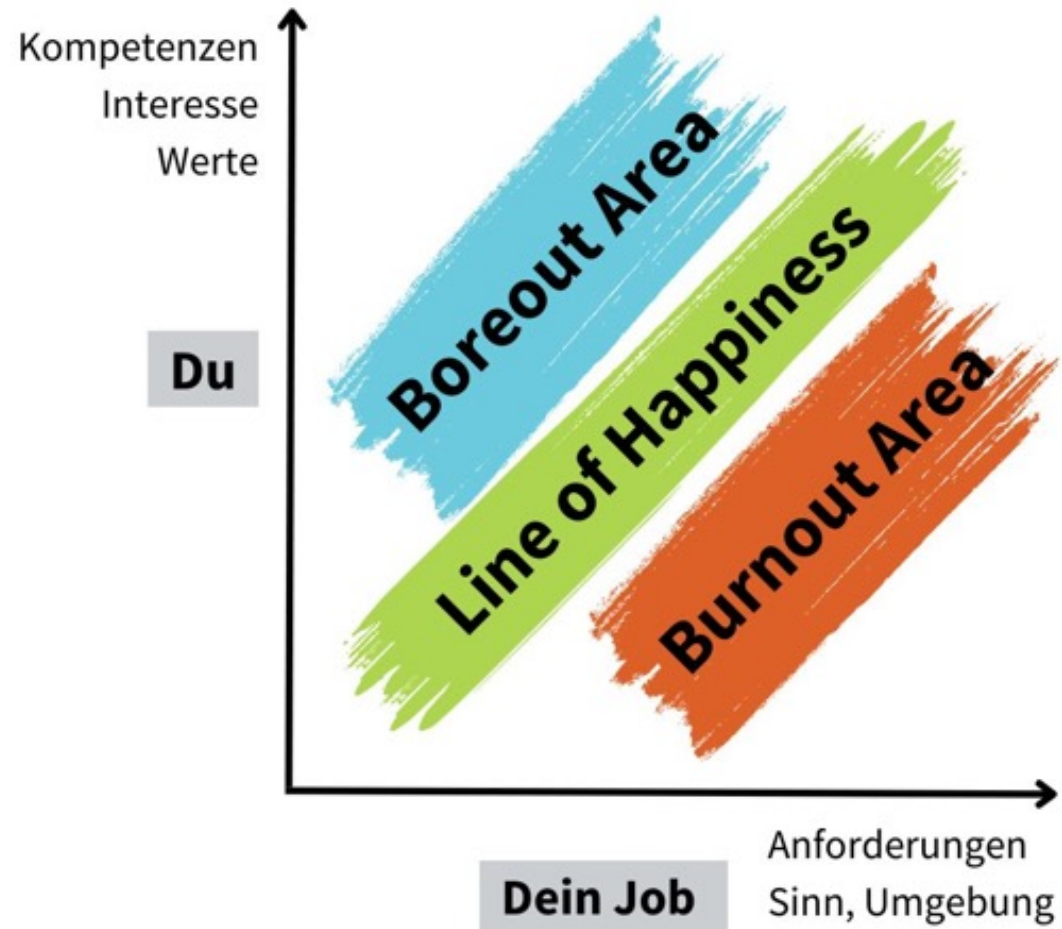 Kompetenzen
Interesse
Werte
Du
Boreout Area
Line of Happiness
Burnout Area
Dein Job
Anforderungen
Sinn, Umgebung